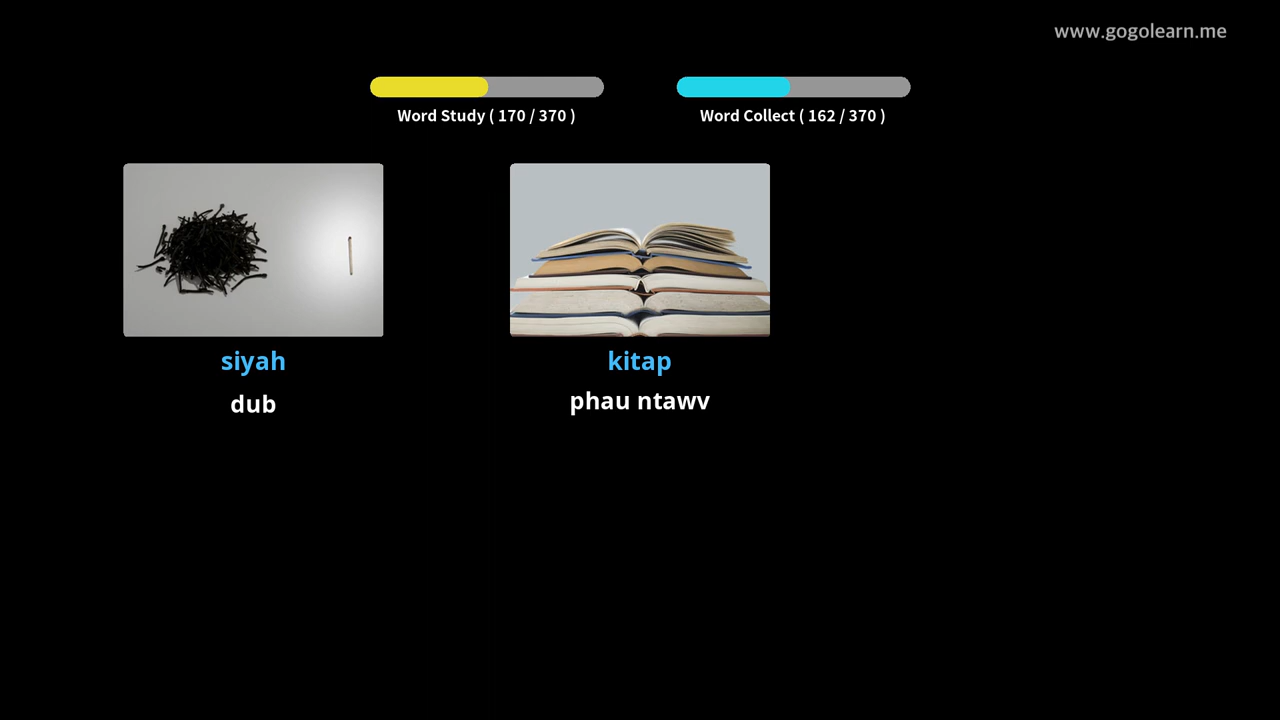 www.gogolearn.me
Word Study ( 170 / 370 )
Word Collect ( 162 / 370 )
siyah
dub
kitap
phau ntawv